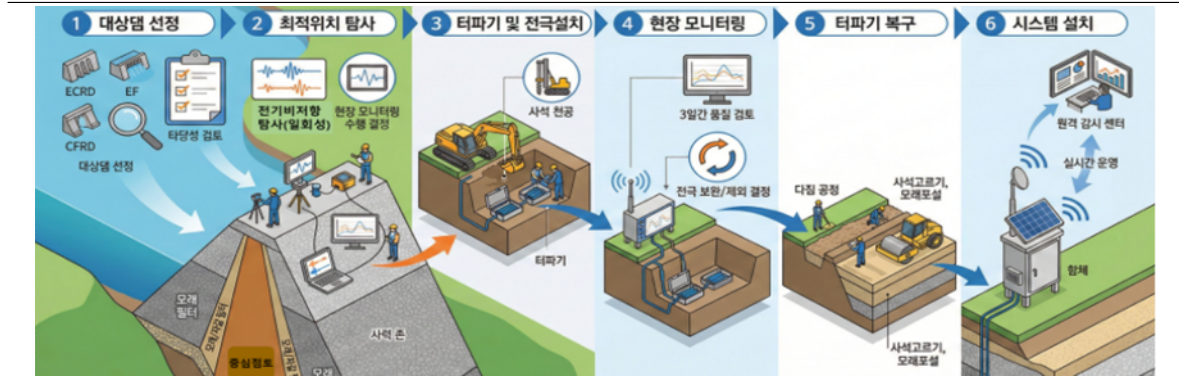 1 대상댐 선정
ECRD
EF
CFRD
타당성 검토
대상댐 선정
2 최적위치 탐사
전기비저항
탐사(일회성)
현장 모니터링
수행 결정
모래
필터
모래/자갈 필터
중심점토
사력 존
모래
3 터파기 및 전극설치
사석 천공
터파기
4 현장 모니터링
3일간 품질 검토
전극 보완/제외 결정
5 터파기 복구
다짐 공정
사석고르기,
모래포설
사석고르기,
모래포설
6 시스템 설치
원격 감시 센터
실시간 운영
함체